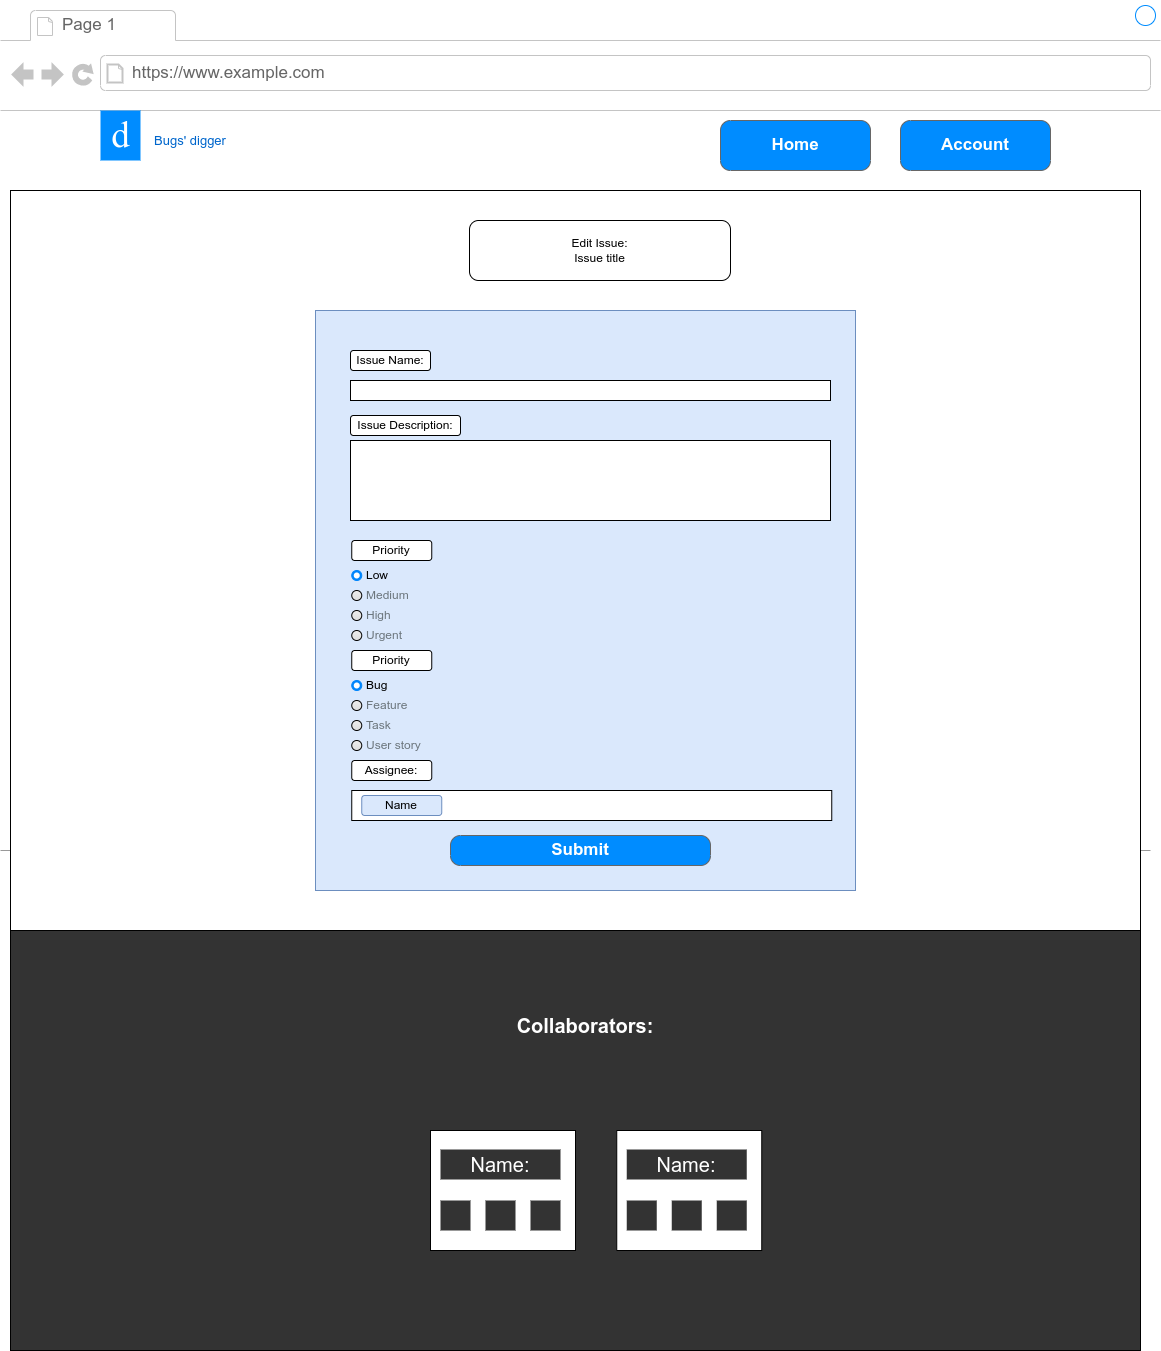 Page 1
https://www.example.com
d
Bugs' digger
Home
Account
Edit Issue:
Issue title
Issue Name:
Issue Description:
Priority
Low
Medium
High
Urgent
Priority
Bug
Feature
Task
User story
Assignee:
Name
Submit
Collaborators:
Name:
Name: